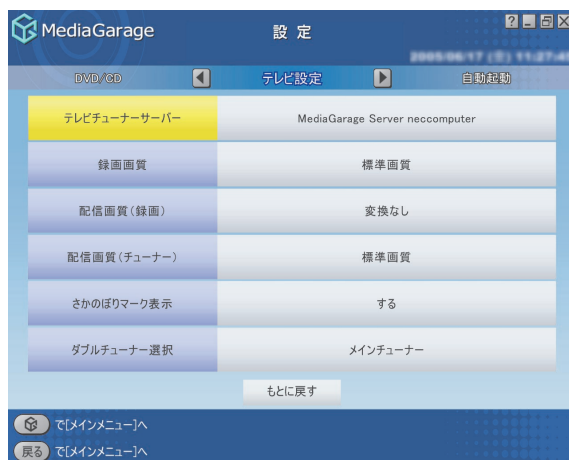 MediaGarage
設定
2005/06/17 (金) 11:27:4
DVD/CD
テレビ設定
自動起動
テレビチューナーサーバー
MediaGarage Server neccomputer
録画画質
標準画質
配信画質(録画)
変換なし
配信画質(チューナー)
標準画質
さかのぼりマーク表示
する
ダブルチューナー選択
メインチューナー
もとに戻す
で[メインメニュー]へ
戻る で[メインメニュー]へ